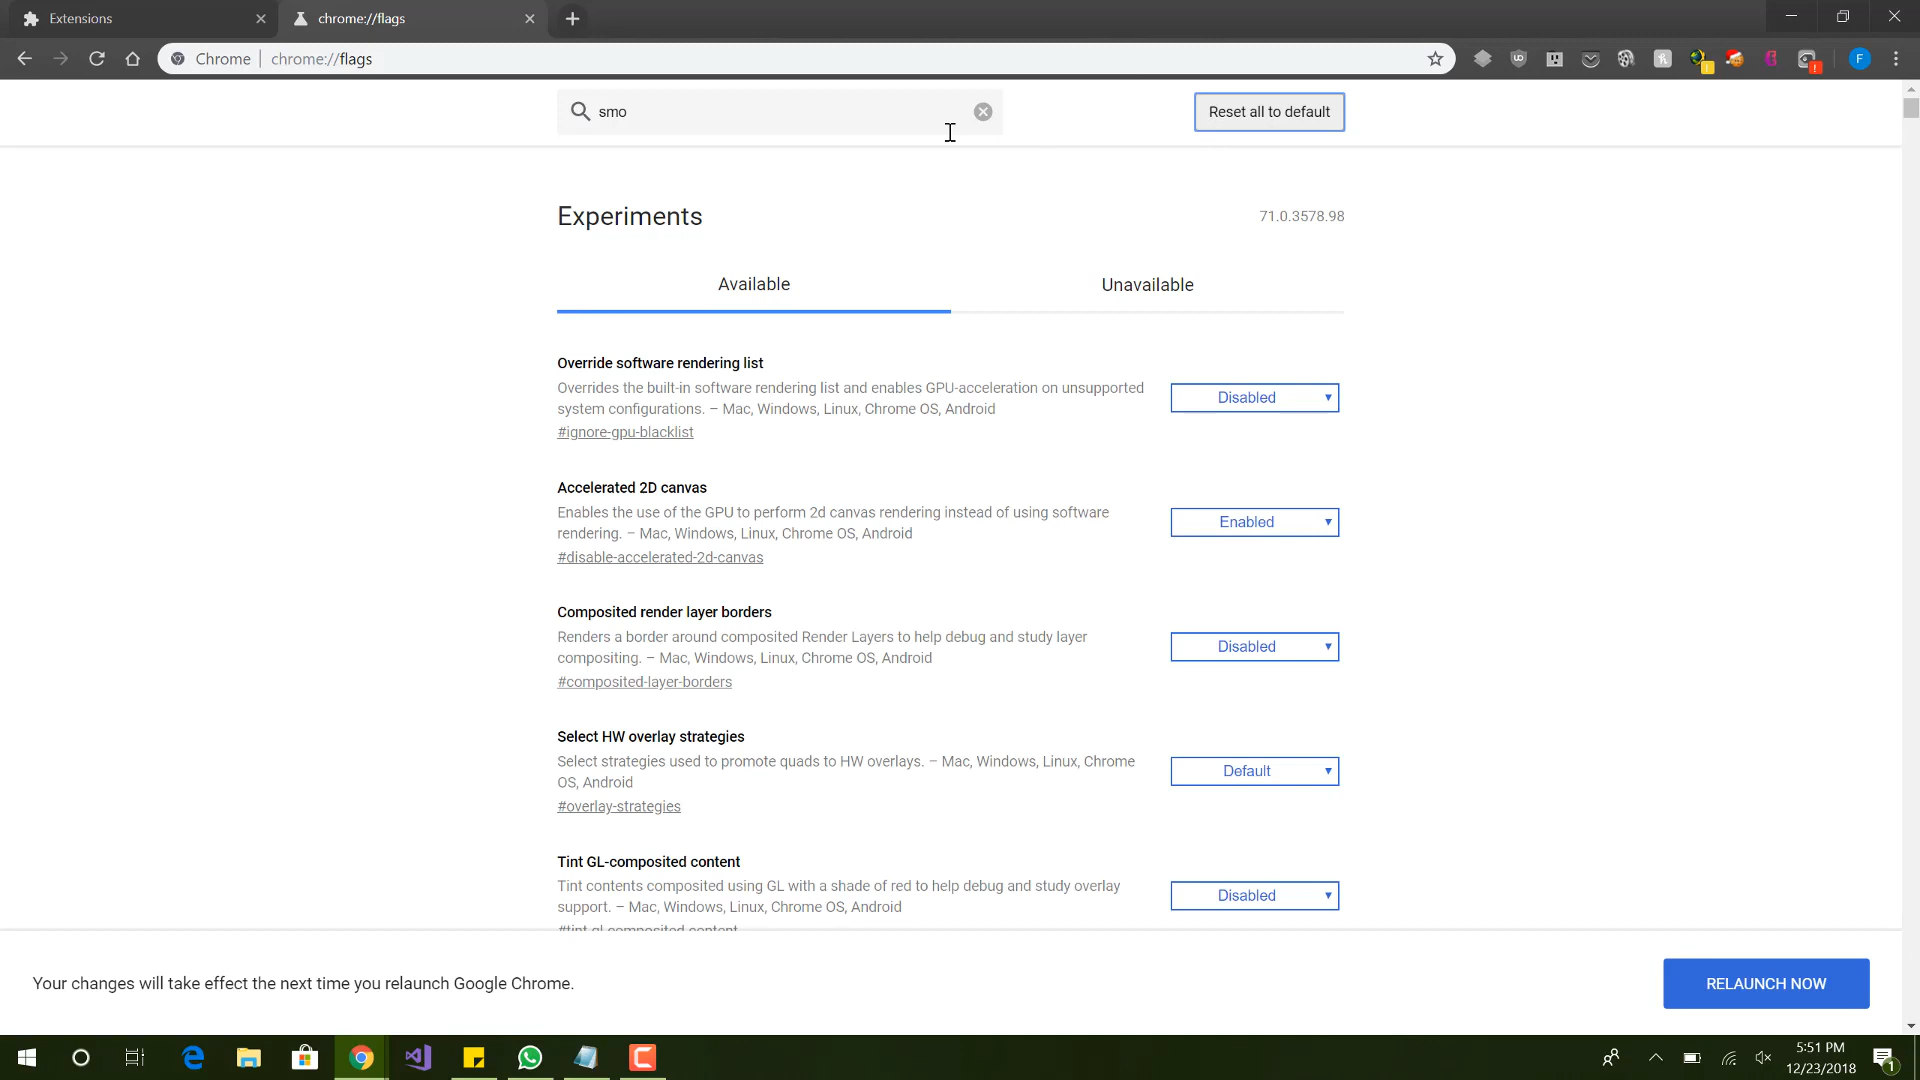 Extensions
chrome://flags
Chrome | chrome://flags
F
smo
Reset all to default
Experiments
71.0.3578.98
Available
Unavailable
Override software rendering list
Overrides the built-in software rendering list and enables GPU-acceleration on unsupported
system configurations. – Mac, Windows, Linux, Chrome OS, Android
#ignore-gpu-blacklist
Disabled
Accelerated 2D canvas
Enables the use of the GPU to perform 2d canvas rendering instead of using software
rendering. – Mac, Windows, Linux, Chrome OS, Android
#disable-accelerated-2d-canvas
Enabled
Composited render layer borders
Renders a border around composited Render Layers to help debug and study layer
compositing. – Mac, Windows, Linux, Chrome OS, Android
#composited-layer-borders
Disabled
Select HW overlay strategies
Select strategies used to promote quads to HW overlays. – Mac, Windows, Linux, Chrome
OS, Android
#overlay-strategies
Default
Tint GL-composited content
Tint contents composited using GL with a shade of red to help debug and study overlay
support. – Mac, Windows, Linux, Chrome OS, Android
#tint-gl-composited-content
Disabled
Your changes will take effect the next time you relaunch Google Chrome.
RELAUNCH NOW
5:51 PM
12/23/2018
1